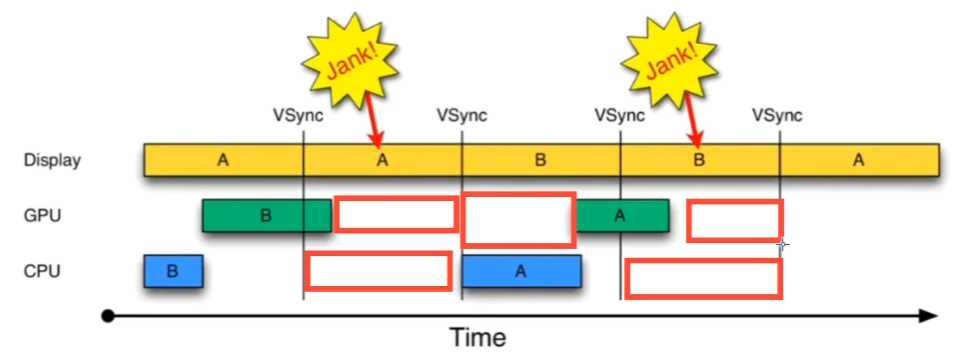 Jank!
Jank!
VSync VSync VSync VSync
Display A A B B A
GPU B A
CPU B A
Time